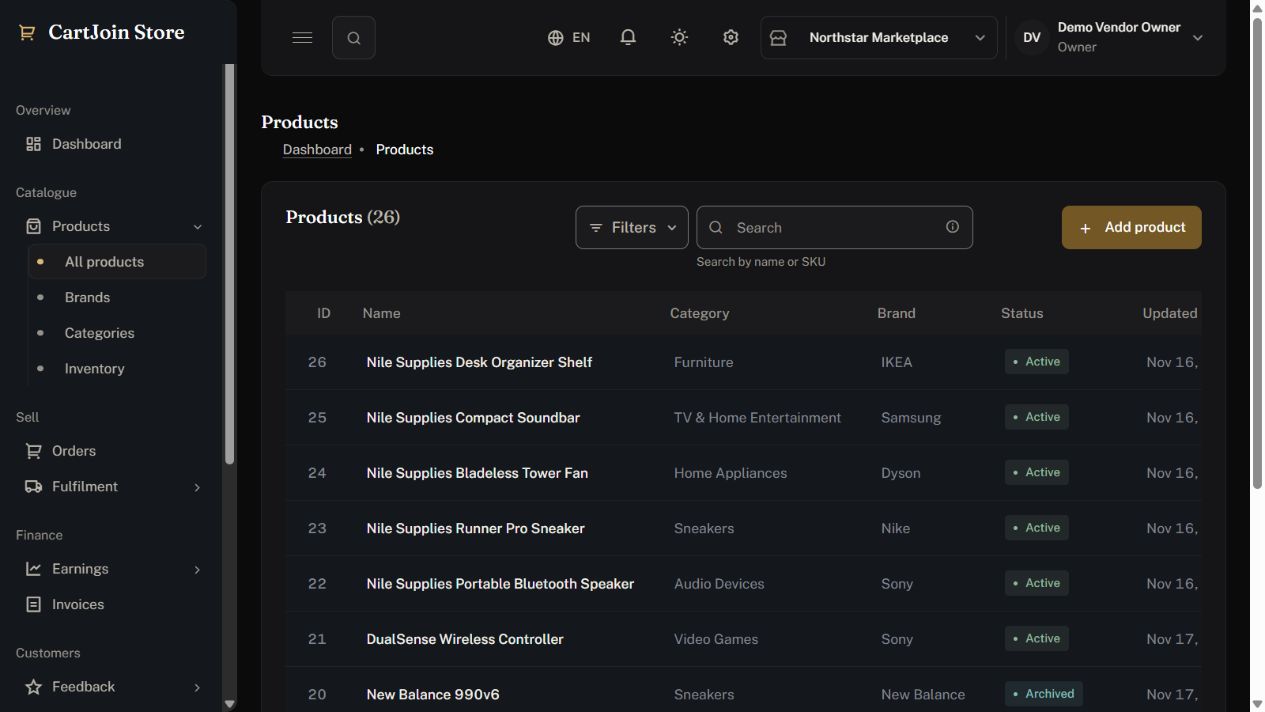 CartJoin Store
Overview
Dashboard
Catalogue
Products
All products
Brands
Categories
Inventory
Sell
Orders
Fulfilment
Finance
Earnings
Invoices
Customers
Feedback
EN
Northstar Marketplace
DV
Demo Vendor Owner
Owner
Products
Dashboard • Products
Products (26)
Filters
Search
Search by name or SKU
+ Add product
ID Name Category Brand Status Updated
26 Nile Supplies Desk Organizer Shelf Furniture IKEA • Active Nov 16,
25 Nile Supplies Compact Soundbar TV & Home Entertainment Samsung • Active Nov 16,
24 Nile Supplies Bladeless Tower Fan Home Appliances Dyson • Active Nov 16,
23 Nile Supplies Runner Pro Sneaker Sneakers Nike • Active Nov 16,
22 Nile Supplies Portable Bluetooth Speaker Audio Devices Sony • Active Nov 16,
21 DualSense Wireless Controller Video Games Sony • Active Nov 17,
20 New Balance 990v6 Sneakers New Balance • Archived Nov 17,